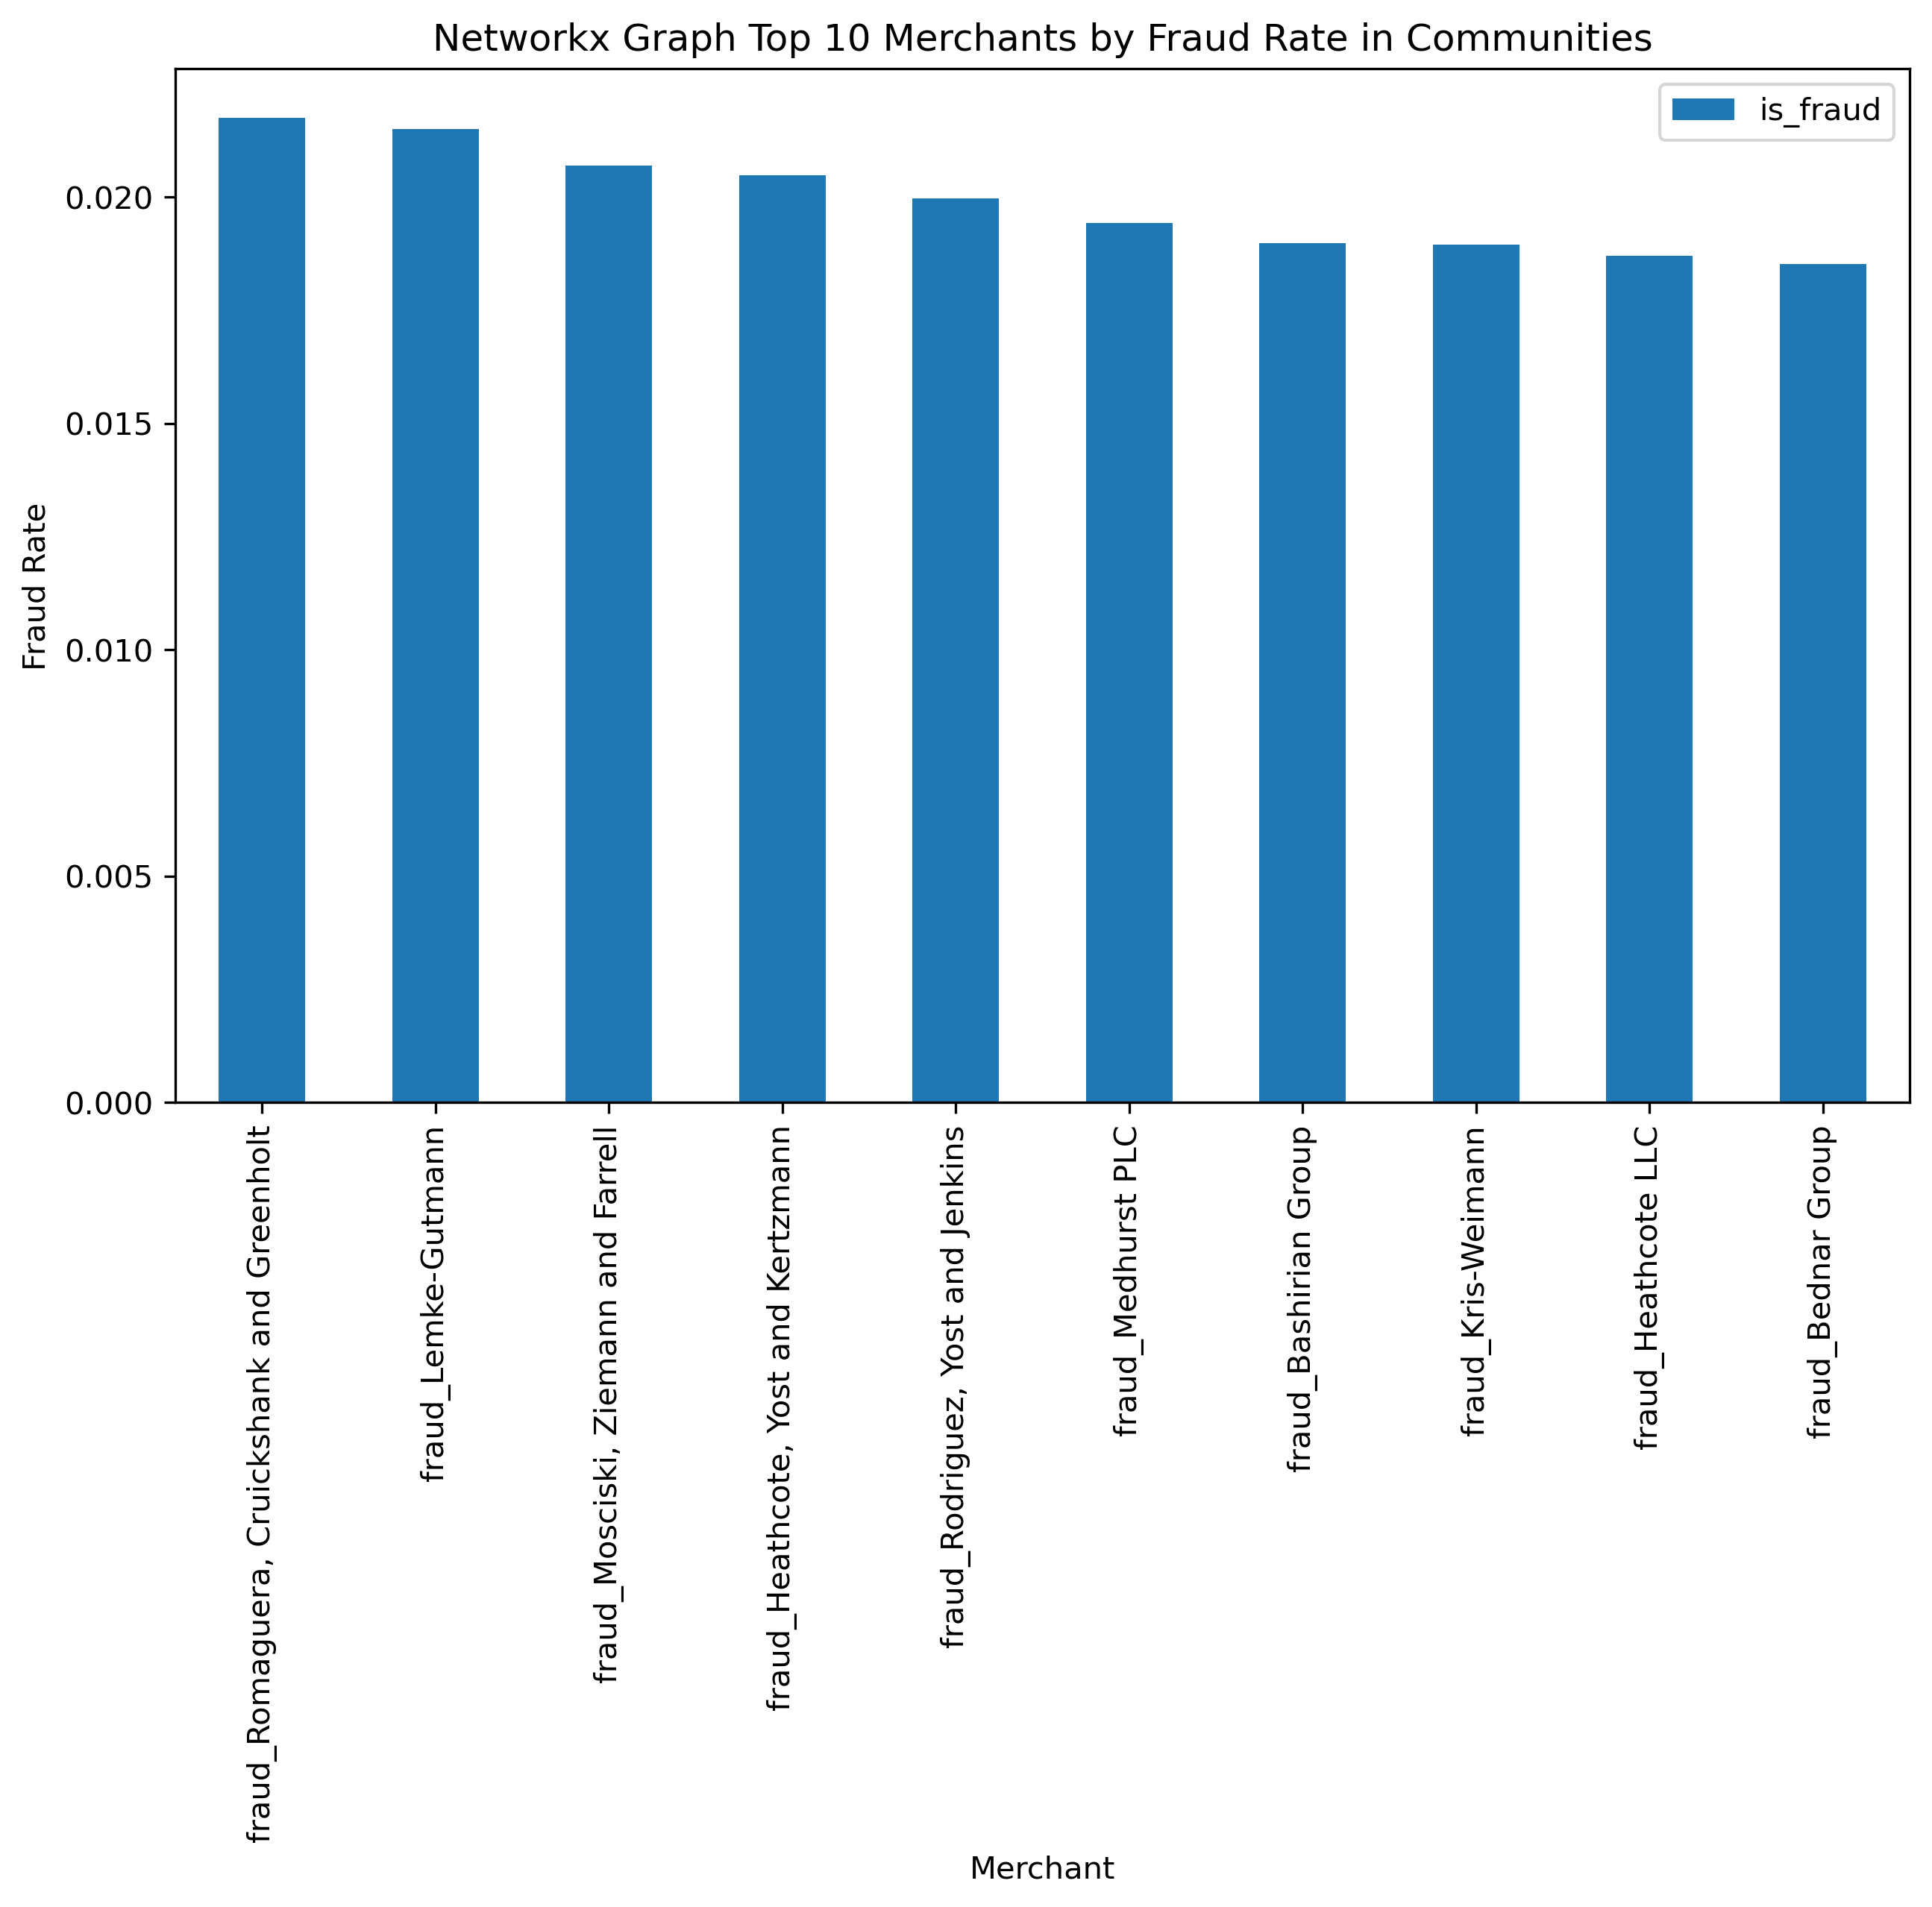 Networkx Graph Top 10 Merchants by Fraud Rate in Communities
is_fraud
Fraud Rate
0.020
0.015
0.010
0.005
0.000
fraud_Romaguera, Cruickshank and Greenholt
fraud_Lemke-Gutmann
fraud_Mosciski, Ziemann and Farrell
fraud_Heathcote, Yost and Kertzmann
fraud_Rodriguez, Yost and Jenkins
fraud_Medhurst PLC
fraud_Bashirian Group
fraud_Kris-Weimann
fraud_Heathcote LLC
fraud_Bednar Group
Merchant